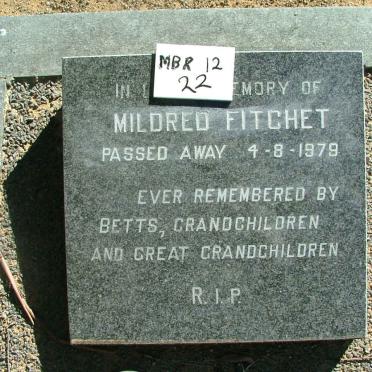 MBR 12
22
IN MEMORY OF
MILDRED FITCHET
PASSED AWAY 4-8-1979
EVER REMEMBERED BY
BETTS, GRANDCHILDREN
AND GREAT GRANDCHILDREN
R.I.P.